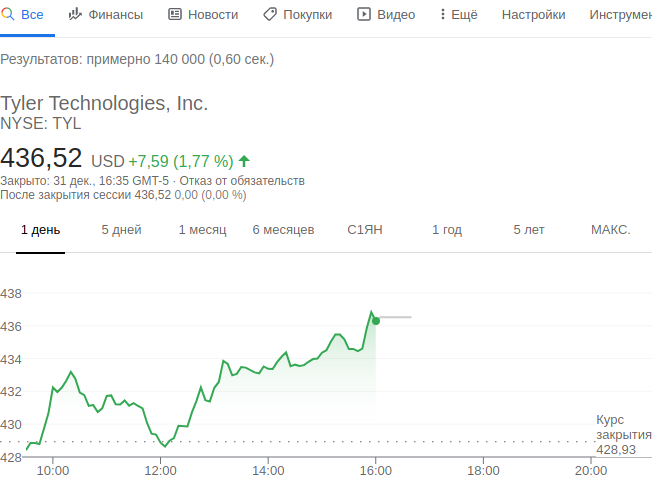 Все Финансы Новости Покупки Видео Ещё Настройки Инструмен
Результатов: примерно 140 000 (0,60 сек.)
Tyler Technologies, Inc.
NYSE: TYL
436,52 USD +7,59 (1,77 %)
Закрыто: 31 дек., 16:35 GMT-5 · Отказ от обязательств
После закрытия сессии 436,52 0,00 (0,00 %)
1 день 5 дней 1 месяц 6 месяцев С1ЯН 1 год 5 лет МАКС.
438
436
434
432
430
428
Курс
закрытия
428,93
10:00 12:00 14:00 16:00 18:00 20:00